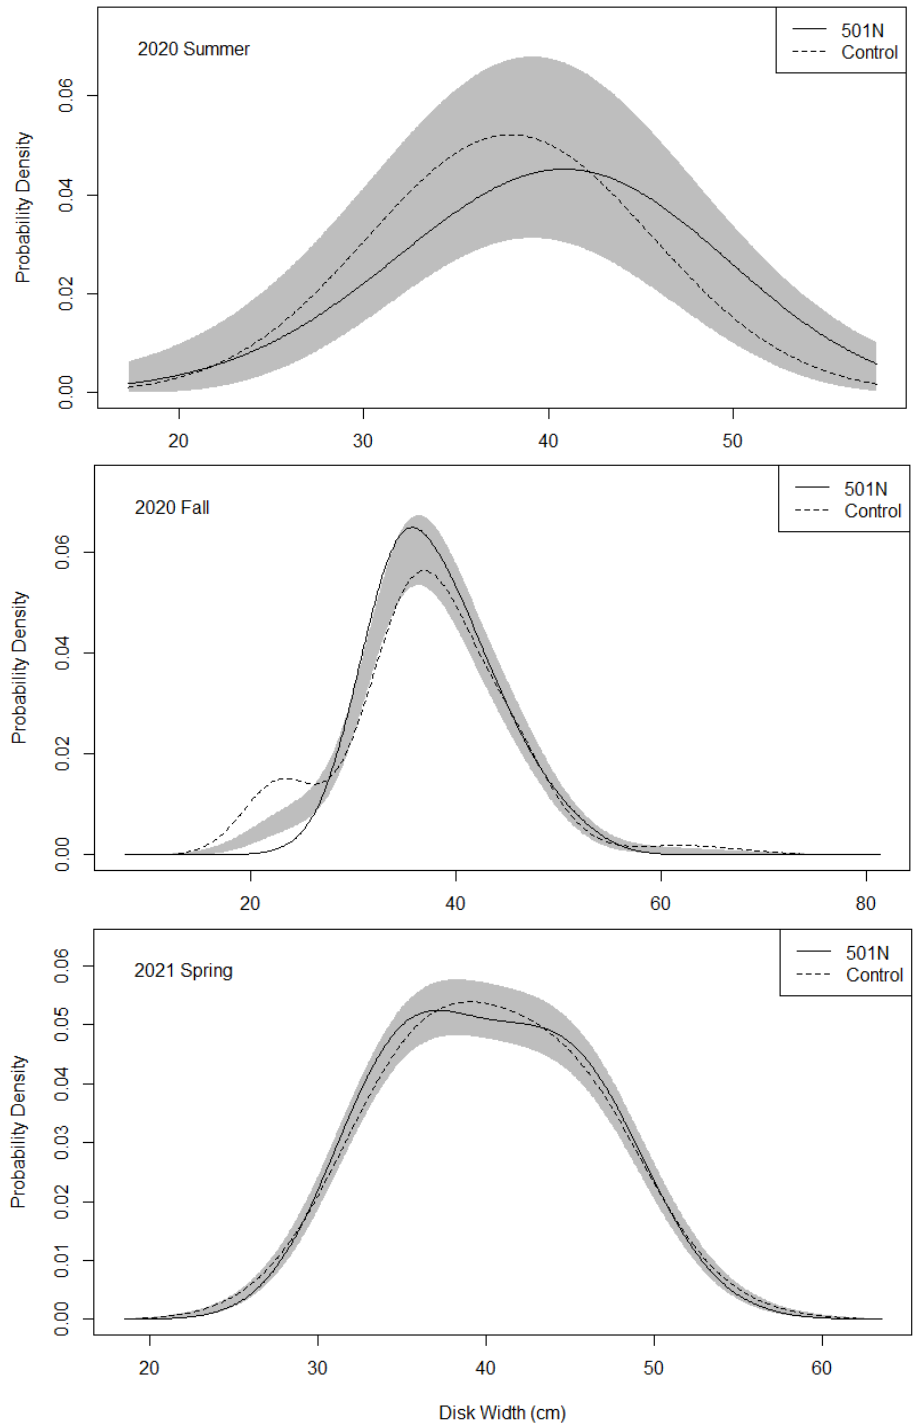 2020 Summer
501N
Control
Probability Density
0.00
0.02
0.04
0.06
20
30
40
50
2020 Fall
501N
Control
Probability Density
0.00
0.02
0.04
0.06
20
40
60
80
2021 Spring
501N
Control
Probability Density
0.00
0.01
0.02
0.03
0.04
0.05
0.06
20
30
40
50
60
Disk Width (cm)